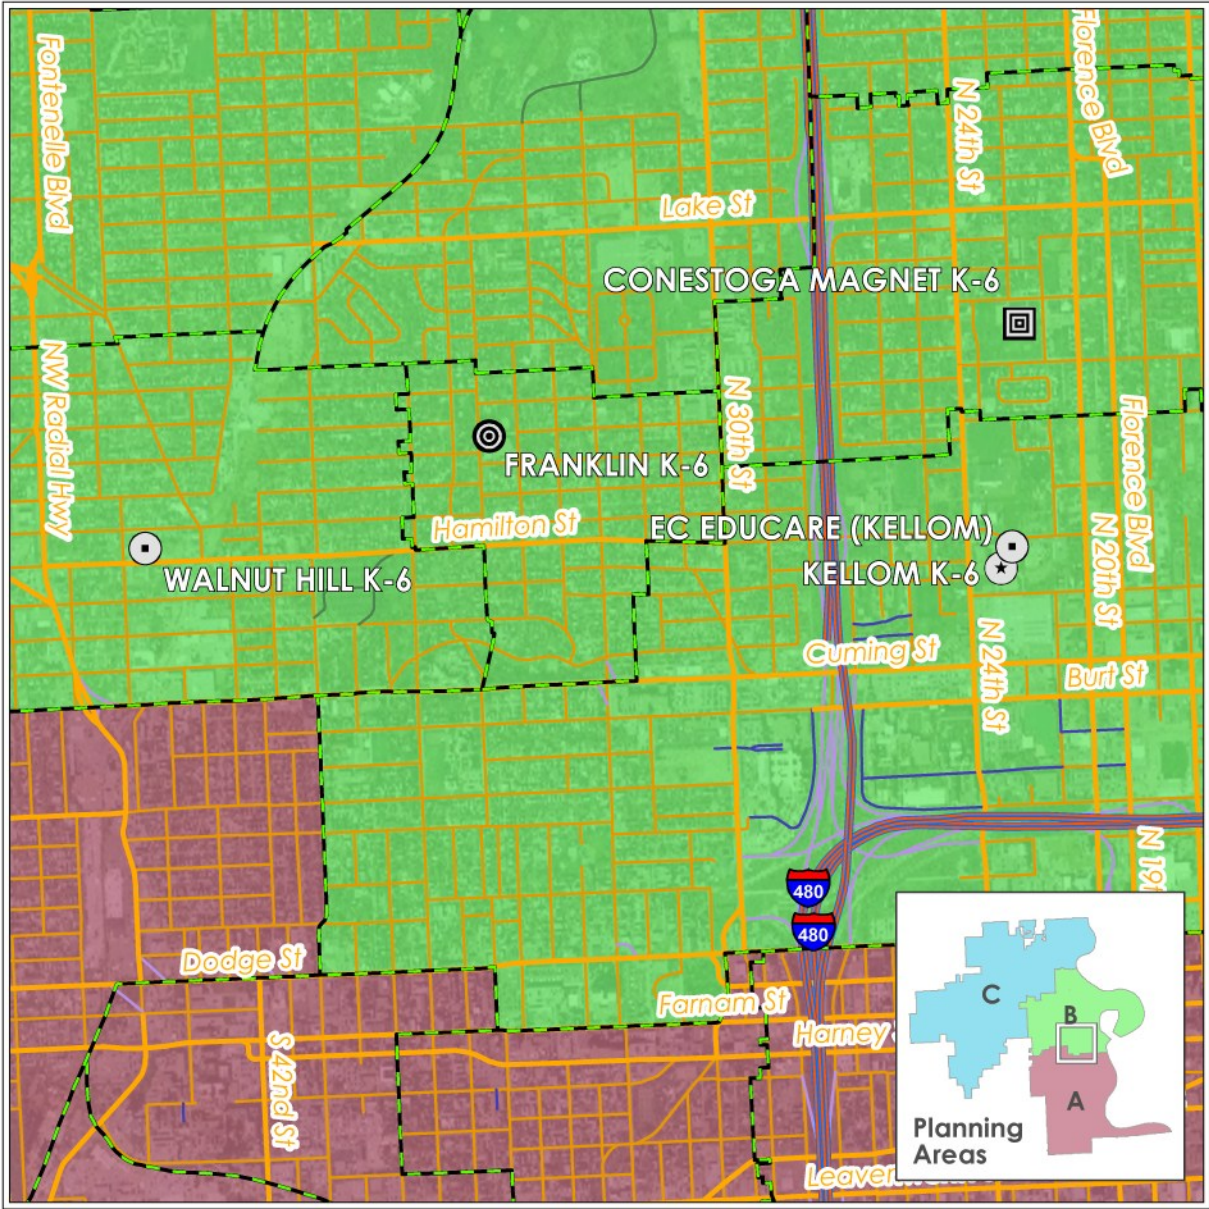 Fontenelle Blvd
N 24th St
Florence Blvd
Lake St
CONESTOGA MAGNET K-6
NW Radial Hwy
N 30th St
Florence Blvd
FRANKLIN K-6
Hamilton St
EC EDUCARE (KELLOM)
N 20th St
WALNUT HILL K-6
KELLOM K-6
Cuming St
N 24th St
Burt St
N 19t
480
480
Dodge St
Farnam St
Harney
S 42nd St
C
B
A
Planning
Areas